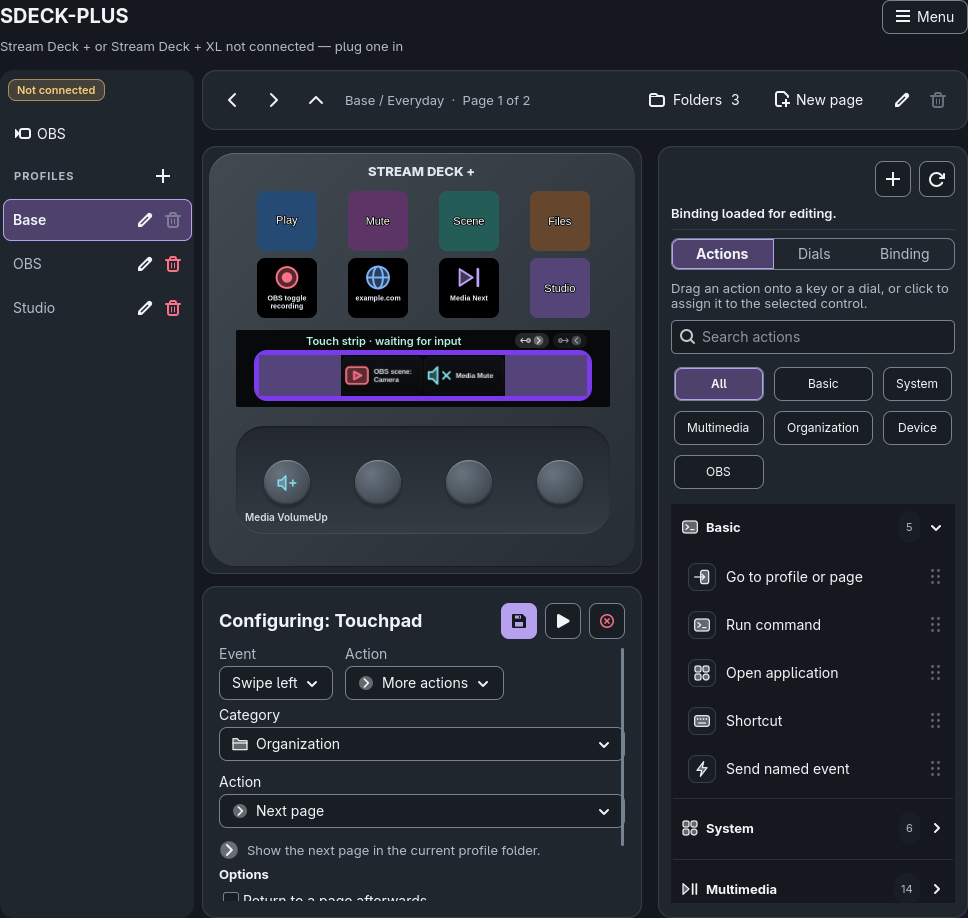 SDECK-PLUS
Menu
Stream Deck + or Stream Deck + XL not connected — plug one in
Not connected
OBS
PROFILES
Base
OBS
Studio
Base / Everyday · Page 1 of 2
Folders 3
New page
STREAM DECK +
Play
Mute
Scene
Files
OBS toggle
recording
example.com
Media Next
Studio
Touch strip · waiting for input
OBS scene:
Camera
Media Mute
Media VolumeUp
Configuring: Touchpad
Event
Action
Swipe left
More actions
Category
Organization
Action
Next page
Show the next page in the current profile folder.
Options
Return to a page afterwards
Binding loaded for editing.
Actions
Dials
Binding
Drag an action onto a key or a dial, or click to
assign it to the selected control.
Search actions
All
Basic
System
Multimedia
Organization
Device
OBS
Basic 5
Go to profile or page
Run command
Open application
Shortcut
Send named event
System 6
Multimedia 14